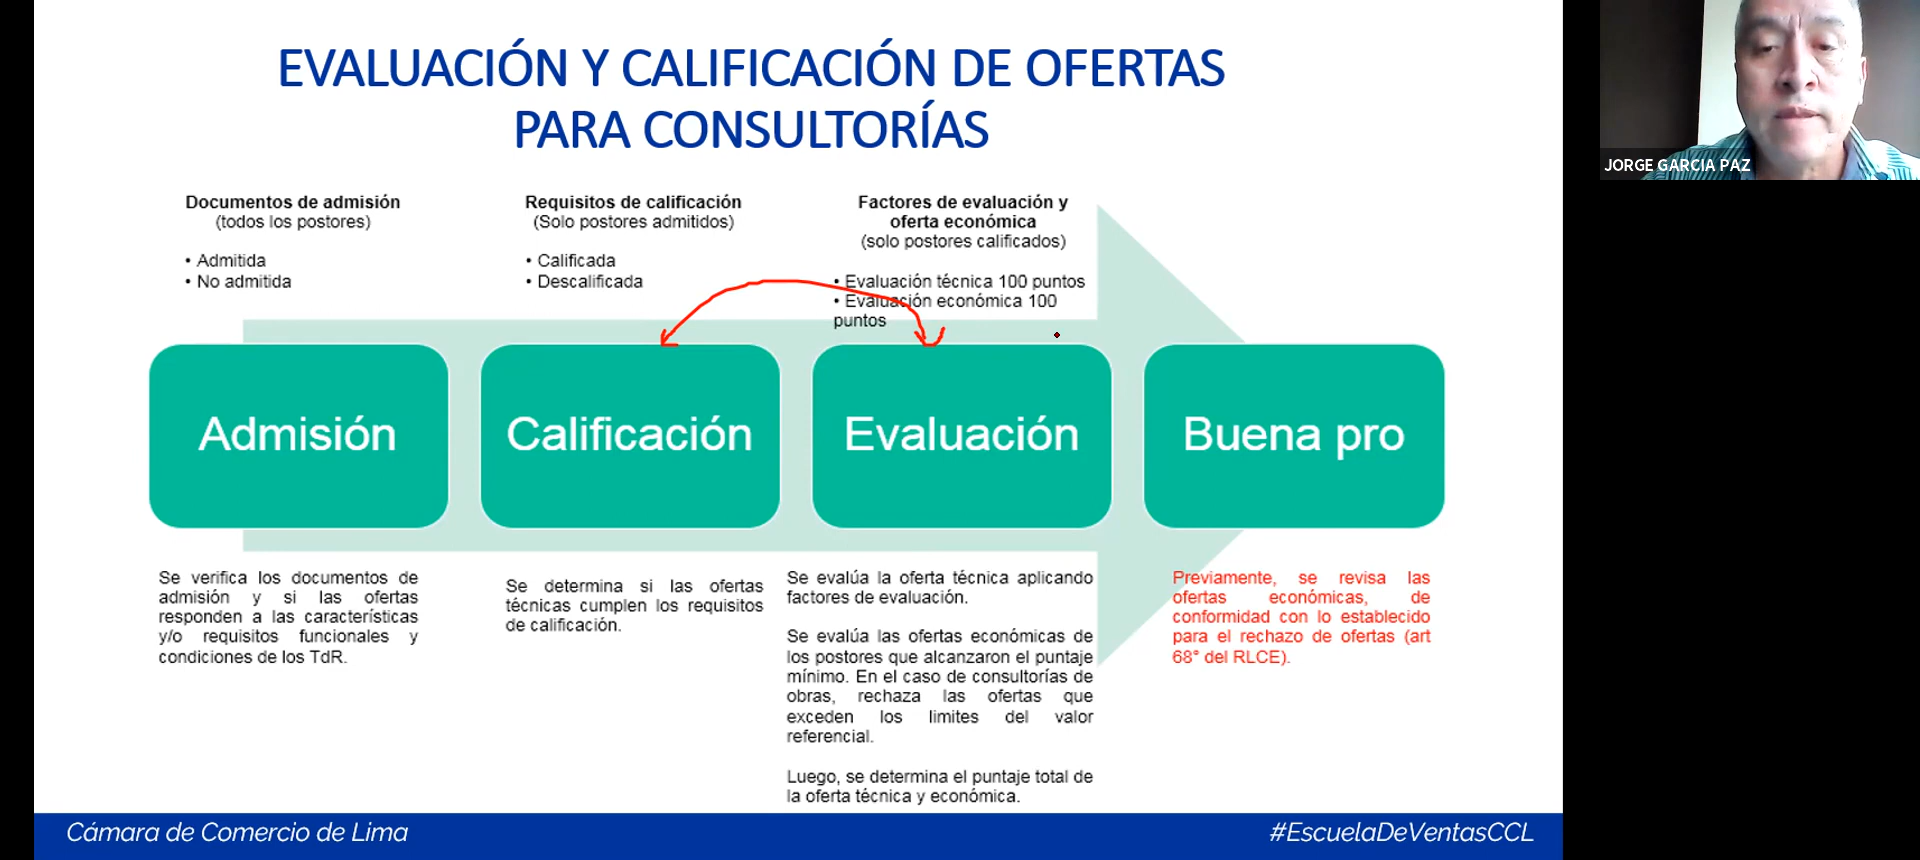 EVALUACIÓN Y CALIFICACIÓN DE OFERTAS
PARA CONSULTORÍAS
JORGE GARCIA PAZ
Documentos de admisión
(todos los postores)
• Admitida
• No admitida
Requisitos de calificación
(Solo postores admitidos)
• Calificada
• Descalificada
Factores de evaluación y
oferta económica
(solo postores calificados)
• Evaluación técnica 100 puntos
• Evaluación económica 100
puntos
Admisión
Calificación
Evaluación
Buena pro
Se verifica los documentos de
admisión y si las ofertas
responden a las características
y/o requisitos funcionales y
condiciones de los TdR.
Se determina si las ofertas
técnicas cumplen los requisitos
de calificación.
Se evalúa la oferta técnica aplicando
factores de evaluación.
Se evalúa las ofertas económicas de
los postores que alcanzaron el puntaje
mínimo. En el caso de consultorías de
obras, rechaza las ofertas que
exceden los limites del valor
referencial.
Luego, se determina el puntaje total de
la oferta técnica y económica.
Previamente, se revisa las
ofertas económicas, de
conformidad con lo establecido
para el rechazo de ofertas (art
68° del RLCE).
Cámara de Comercio de Lima
#EscuelaDeVentasCCL